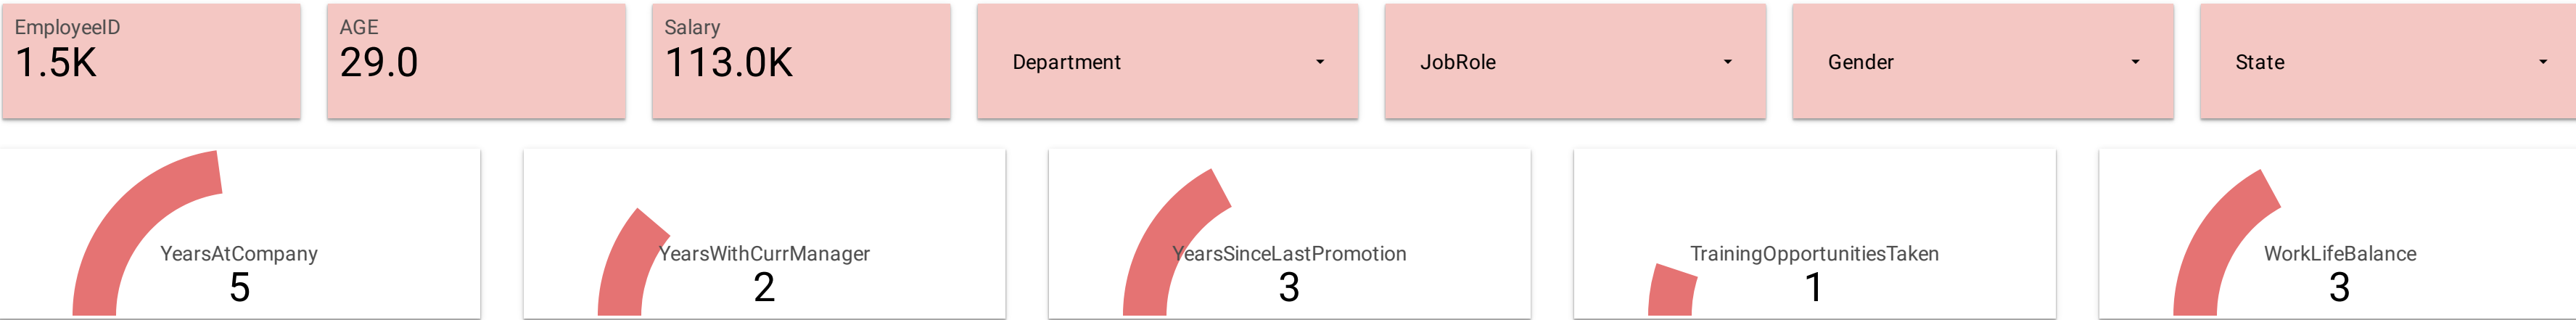 EmployeeID
1.5K
AGE
29.0
Salary
113.0K
Department
JobRole
Gender
State
YearsAtCompany
5
YearsWithCurrManager
2
YearsSinceLastPromotion
3
TrainingOpportunitiesTaken
1
WorkLifeBalance
3